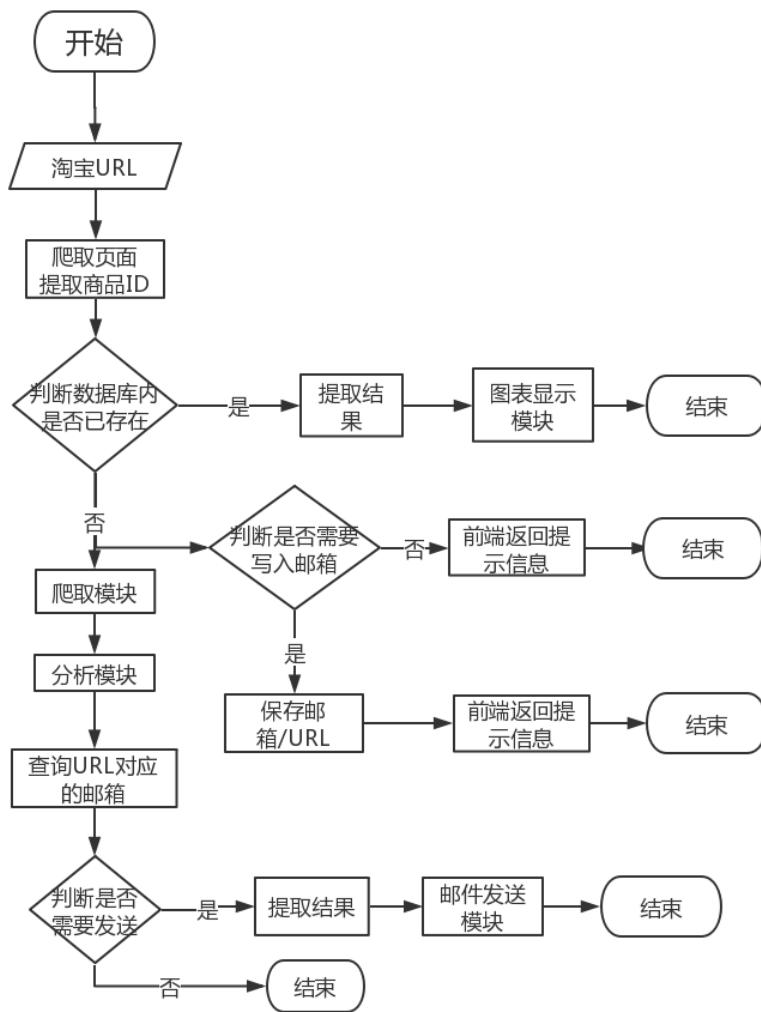 开始
淘宝URL
爬取页面
提取商品ID
判断数据库内
是否已存在
是
提取结
果
图表显示
模块
结束
否
判断是否需要
写入邮箱
否
前端返回提
示信息
结束
爬取模块
是
分析模块
保存邮
箱/URL
前端返回提
示信息
结束
查询URL对应
的邮箱
判断是否
需要发送
是
提取结果
邮件发送
模块
结束
否
结束